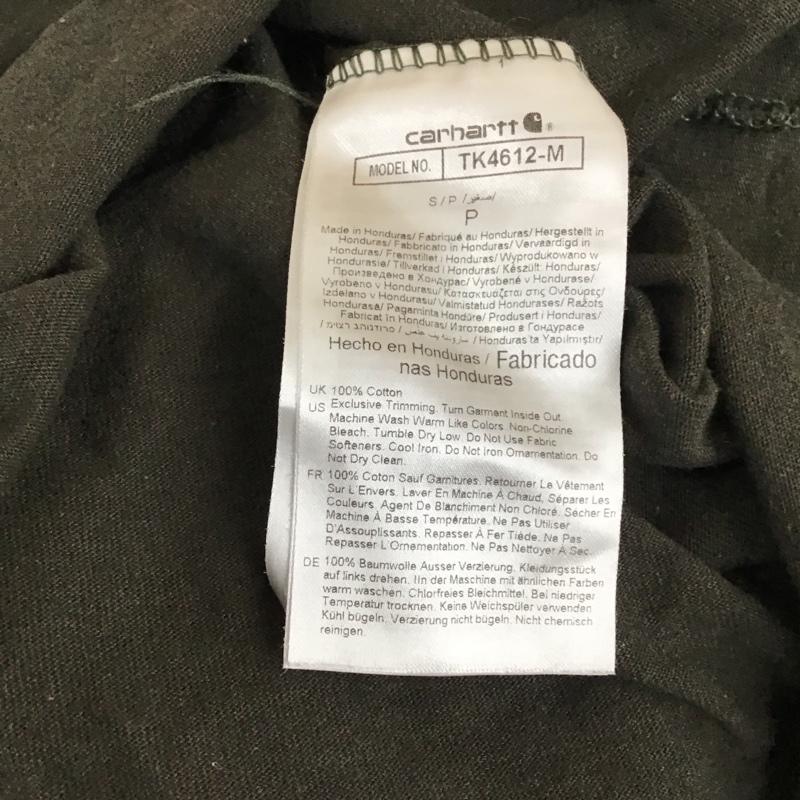 carhartt ®
MODEL NO. TK4612-M
S / P / صغير /
P
Made in Honduras/ Fabriqué au Honduras/ Hergestellt in
Honduras/ Fabbricato in Honduras/ Vervaardigd in
Honduras/ Fremstillet i Honduras/ Wyprodukowano w
Hondurasie/ Tillverkad i Honduras/ Készült: Honduras/
Произведено в Хондурас/ Vyrobené v Hondurase/
Vyrobeno v Hondurasu/ Κατασκευάζεται στις Ονδούρες/
Izdelano v Hondurasu/ Valmistatud Hondurases/ Ražots
Hondurasā/ Pagaminta Hondūre/ Produsert i Honduras/
Fabricat în Honduras/ Изготовлено в Гондурасе
/ Honduras'ta Yapılmıştır/
Hecho en Honduras / Fabricado
nas Honduras
UK 100% Cotton
US Exclusive Trimming. Turn Garment Inside Out.
Machine Wash Warm Like Colors. Non-Chlorine
Bleach. Tumble Dry Low. Do Not Use Fabric
Softeners. Cool Iron. Do Not Iron Ornamentation. Do
Not Dry Clean.
FR 100% Coton Sauf Garnitures. Retourner Le Vêtement
Sur L'Envers. Laver En Machine À Chaud, Séparer Les
Couleurs. Agent De Blanchiment Non Chloré. Sécher En
Machine À Basse Température. Ne Pas Utiliser
D'Assouplissants. Repasser À Fer Tiède. Ne Pas
Repasser L'Ornementation. Ne Pas Nettoyer À Sec.
DE 100% Baumwolle Ausser Verzierung. Kleidungsstück
auf links drehen. IIn der Maschine mit ähnlichen Farben
warm waschen. Chlorfreies Bleichmittel. Bei niedriger
Temperatur trocknen. Keine Weichspüler verwenden
Kühl bügeln. Verzierung nicht bügeln. Nicht chemisch
reinigen.